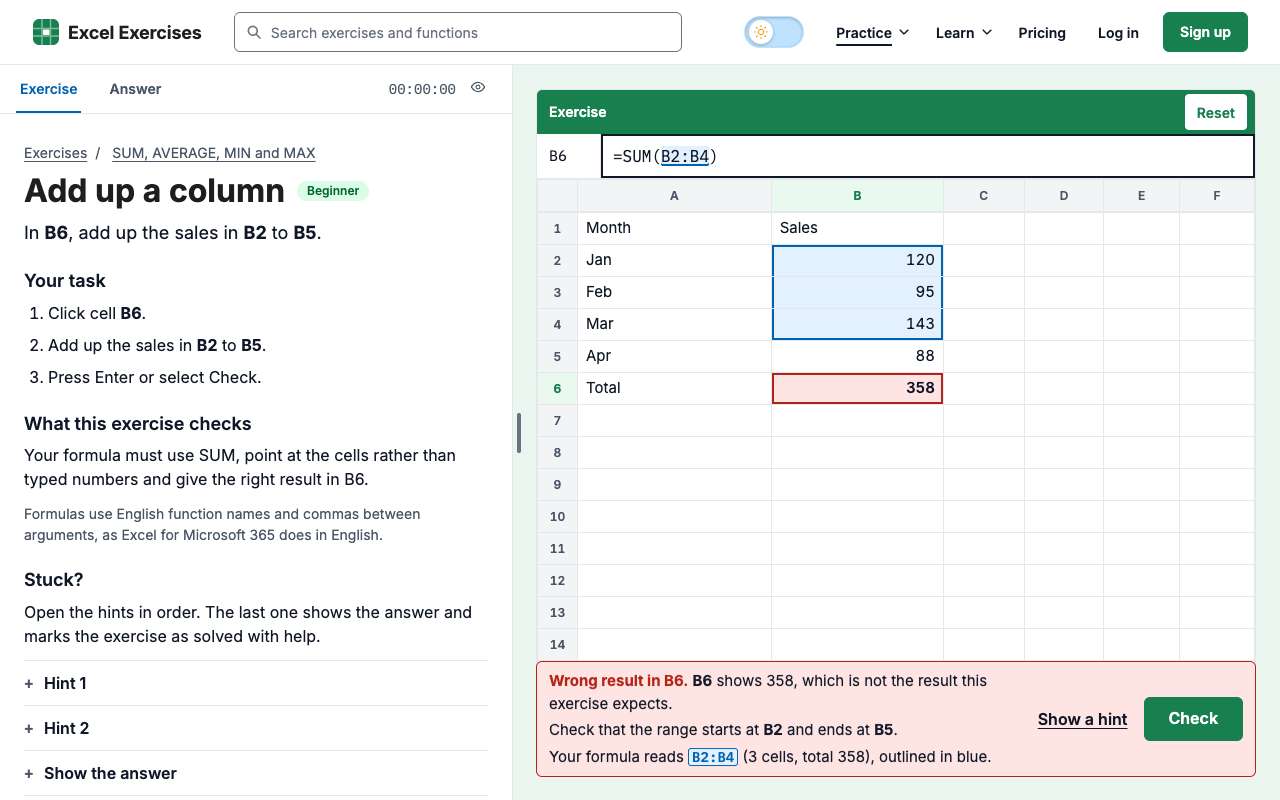 Excel Exercises
Search exercises and functions
Practice
Learn
Pricing
Log in
Sign up
Exercise
Answer
00:00:00
Exercises / SUM, AVERAGE, MIN and MAX
Add up a column Beginner
In B6, add up the sales in B2 to B5.
Your task
1. Click cell B6.
2. Add up the sales in B2 to B5.
3. Press Enter or select Check.
What this exercise checks
Your formula must use SUM, point at the cells rather than
typed numbers and give the right result in B6.
Formulas use English function names and commas between
arguments, as Excel for Microsoft 365 does in English.
Stuck?
Open the hints in order. The last one shows the answer and
marks the exercise as solved with help.
+ Hint 1
+ Hint 2
+ Show the answer
Exercise
Reset
B6 =SUM(B2:B4)
A B C D E F
1 Month Sales
2 Jan 120
3 Feb 95
4 Mar 143
5 Apr 88
6 Total 358
7
8
9
10
11
12
13
14
Wrong result in B6. B6 shows 358, which is not the result this
exercise expects.
Check that the range starts at B2 and ends at B5.
Your formula reads B2:B4 (3 cells, total 358), outlined in blue.
Show a hint
Check